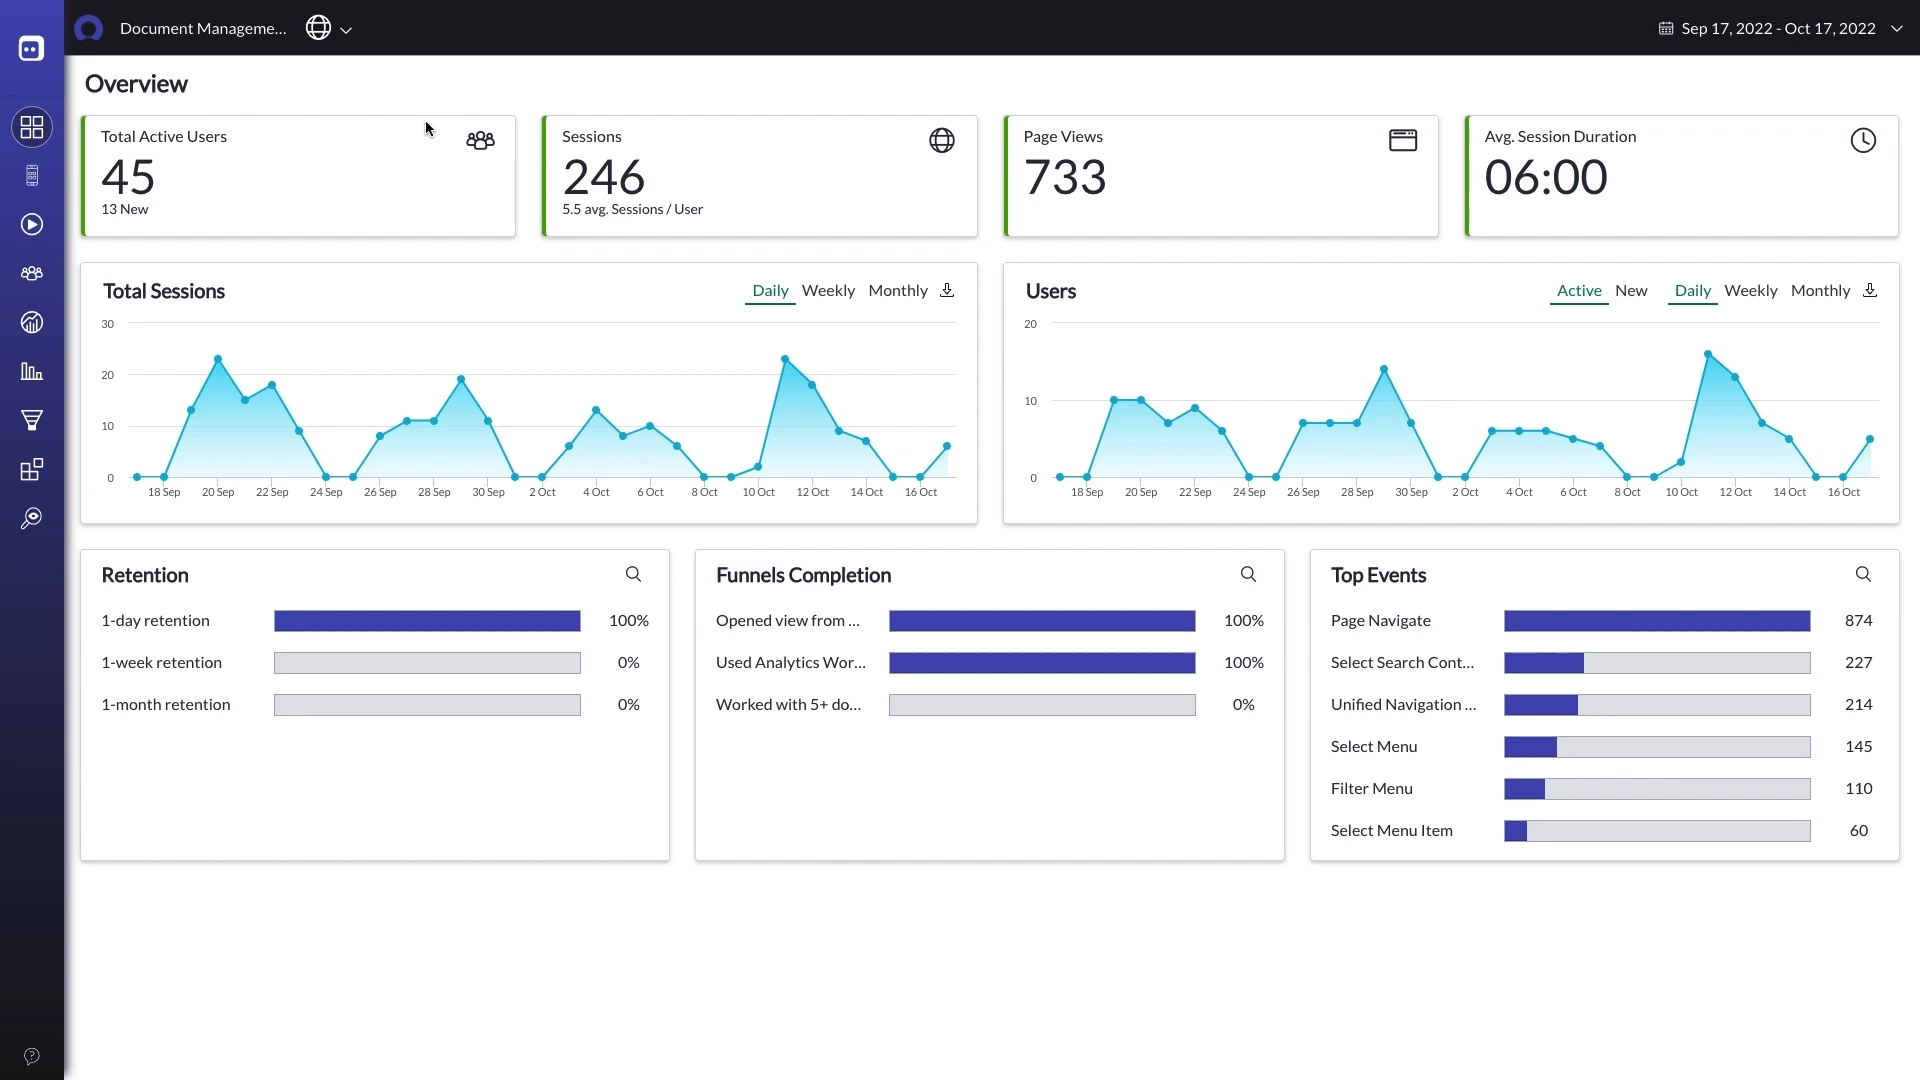 Document Manageme...
Sep 17, 2022 - Oct 17, 2022
Overview
Total Active Users
45
13 New
Sessions
246
5.5 avg. Sessions / User
Page Views
733
Avg. Session Duration
06:00
Total Sessions
Daily Weekly Monthly
30
20
10
0
18 Sep 20 Sep 22 Sep 24 Sep 26 Sep 28 Sep 30 Sep 2 Oct 4 Oct 6 Oct 8 Oct 10 Oct 12 Oct 14 Oct 16 Oct
Users
Active New Daily Weekly Monthly
20
10
0
18 Sep 20 Sep 22 Sep 24 Sep 26 Sep 28 Sep 30 Sep 2 Oct 4 Oct 6 Oct 8 Oct 10 Oct 12 Oct 14 Oct 16 Oct
Retention
1-day retention 100%
1-week retention 0%
1-month retention 0%
Funnels Completion
Opened view from ... 100%
Used Analytics Wor... 100%
Worked with 5+ do... 0%
Top Events
Page Navigate 874
Select Search Cont... 227
Unified Navigation ... 214
Select Menu 145
Filter Menu 110
Select Menu Item 60